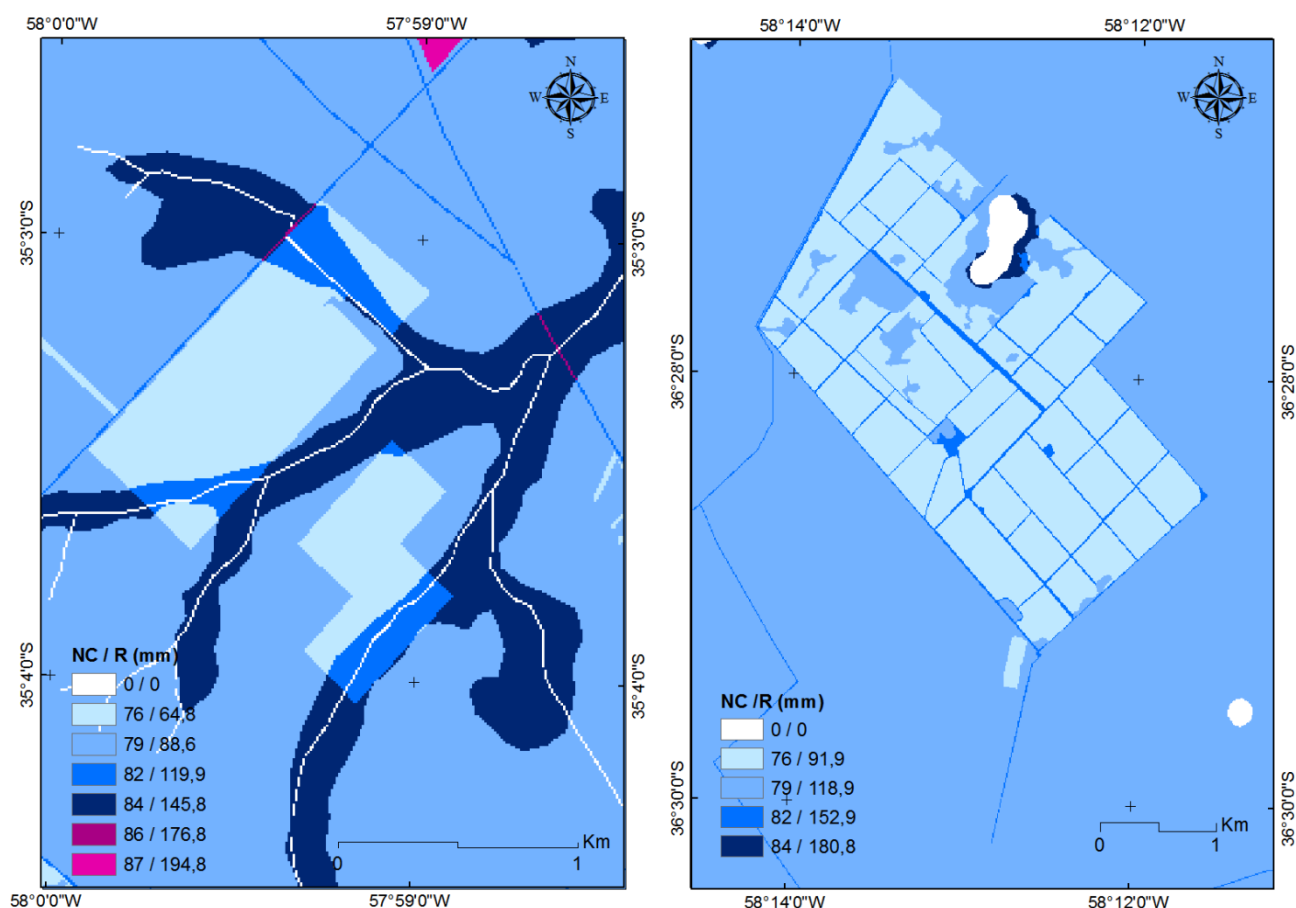 58°0'0"W 57°59'0"W
N
W E
S
35°3'0"S 35°3'0"S
35°4'0"S 35°4'0"S
NC / R (mm)
0 / 0
76 / 64,8
79 / 88,6
82 / 119,9
84 / 145,8
86 / 176,8
87 / 194,8
Km
0 1
58°0'0"W 57°59'0"W
58°14'0"W 58°12'0"W
N
W E
S
36°28'0"S 36°28'0"S
36°30'0"S 36°30'0"S
NC /R (mm)
0 / 0
76 / 91,9
79 / 118,9
82 / 152,9
84 / 180,8
Km
0 1
58°14'0"W 58°12'0"W